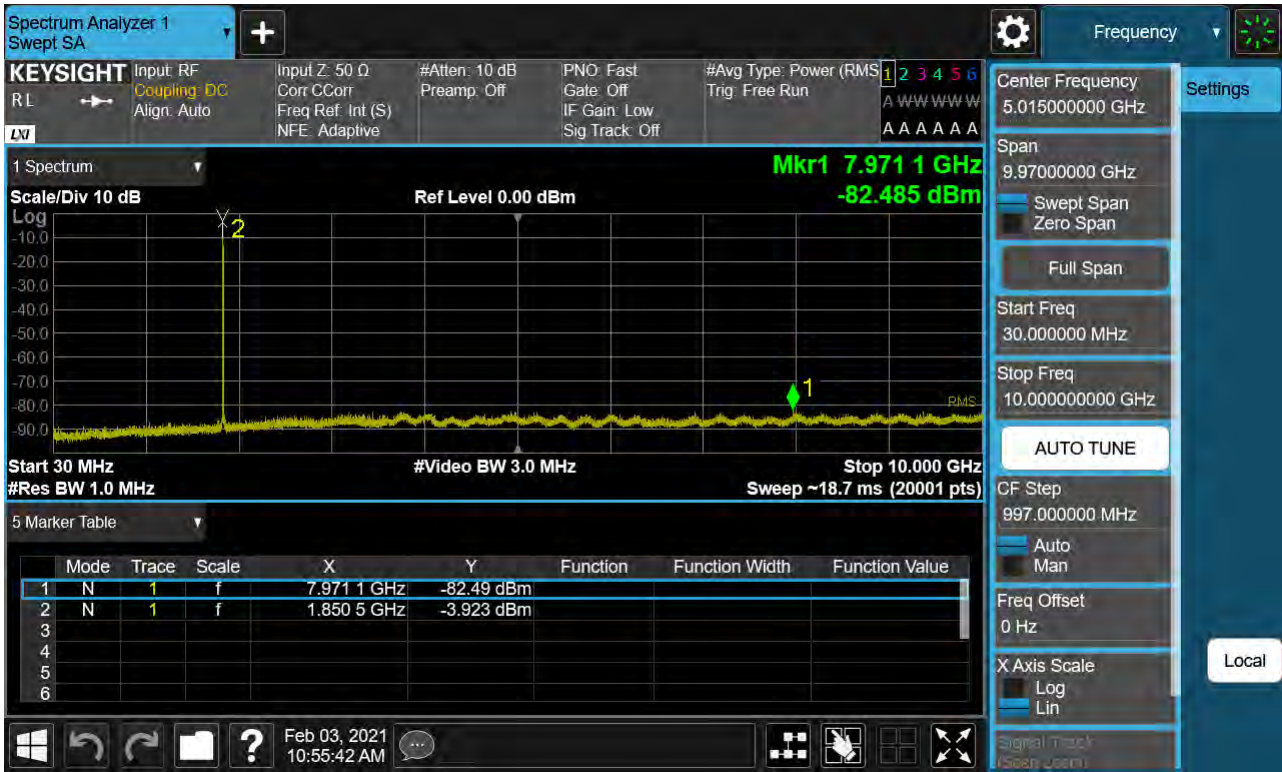 Spectrum Analyzer 1
Swept SA
Frequency
KEYSIGHT
RL
LXI
Input: RF
Coupling: DC
Align: Auto
Input Z: 50 Ω
Corr CCorr
Freq Ref: Int (S)
NFE: Adaptive
#Atten: 10 dB
Preamp: Off
PNO: Fast
Gate: Off
IF Gain: Low
Sig Track: Off
#Avg Type: Power (RMS
Trig: Free Run
1 2 3 4 5 6
A W W W W W
A A A A A A
1 Spectrum
Mkr1 7.971 1 GHz
Scale/Div 10 dB
Ref Level 0.00 dBm
-82.485 dBm
Log
2
-10.0
-20.0
-30.0
-40.0
-50.0
-60.0
-70.0
1
-80.0
RMS
-90.0
Start 30 MHz
#Video BW 3.0 MHz
Stop 10.000 GHz
#Res BW 1.0 MHz
Sweep ~18.7 ms (20001 pts)
5 Marker Table
Mode Trace Scale X Y Function Function Width Function Value
1 N 1 f 7.971 1 GHz -82.49 dBm
2 N 1 f 1.850 5 GHz -3.923 dBm
3
4
5
6
Feb 03, 2021
10:55:42 AM
?
Center Frequency
5.015000000 GHz
Settings
Span
9.97000000 GHz
Swept Span
Zero Span
Full Span
Start Freq
30.000000 MHz
Stop Freq
10.000000000 GHz
AUTO TUNE
CF Step
997.000000 MHz
Auto
Man
Freq Offset
0 Hz
X Axis Scale
Log
Lin
Local
Signal Track
(Span Zoom)